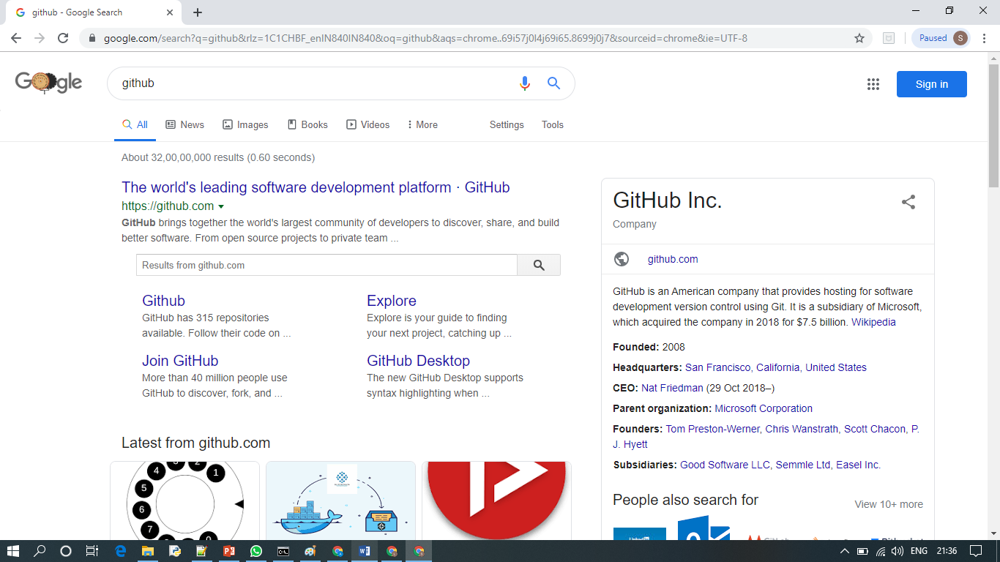 github - Google Search
google.com/search?q=github&rlz=1C1CHBF_enIN840IN840&oq=github&aqs=chrome..69i57j0l4j69i65.8699j0j7&sourceid=chrome&ie=UTF-8
Paused S
Google
github
Sign in
All News Images Books Videos More Settings Tools
About 32,00,00,000 results (0.60 seconds)
The world's leading software development platform · GitHub
https://github.com
GitHub brings together the world's largest community of developers to discover, share, and build
better software. From open source projects to private team ...
Results from github.com
Github
GitHub has 315 repositories
available. Follow their code on ...
Explore
Explore is your guide to finding
your next project, catching up ...
Join GitHub
More than 40 million people use
GitHub to discover, fork, and ...
GitHub Desktop
The new GitHub Desktop supports
syntax highlighting when ...
Latest from github.com
1
4
5
6
7
GitHub Inc.
Company
github.com
GitHub is an American company that provides hosting for software
development version control using Git. It is a subsidiary of Microsoft,
which acquired the company in 2018 for $7.5 billion. Wikipedia
Founded: 2008
Headquarters: San Francisco, California, United States
CEO: Nat Friedman (29 Oct 2018–)
Parent organization: Microsoft Corporation
Founders: Tom Preston-Werner, Chris Wanstrath, Scott Chacon, P.
J. Hyett
Subsidiaries: Good Software LLC, Semmle Ltd, Easel Inc.
People also search for
View 10+ more
ENG 21:36